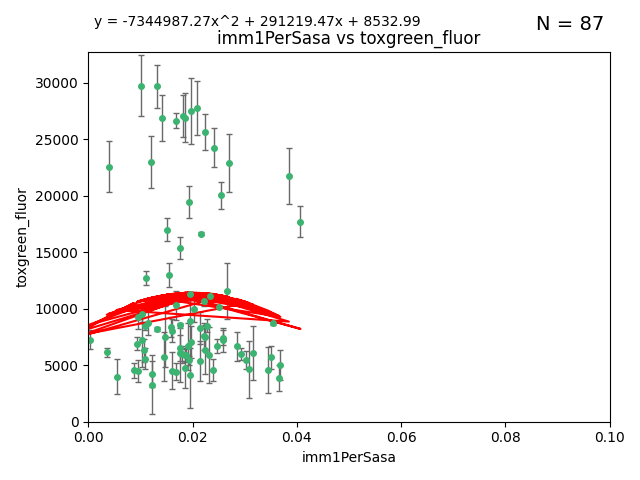 y = -7344987.27x^2 + 291219.47x + 8532.99
N = 87
imm1PerSasa vs toxgreen_fluor
30000
25000
20000
15000
10000
5000
0
toxgreen_fluor
0.00 0.02 0.04 0.06 0.08 0.10
imm1PerSasa